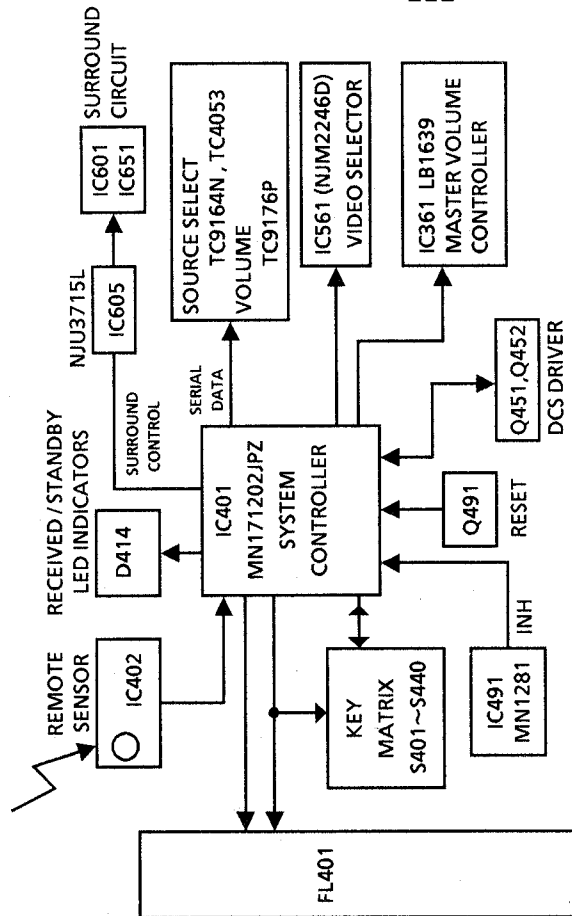 SURROUND
CIRCUIT
IC601
IC651
NJU3715L
IC605
SURROUND
CONTROL
RECEIVED / STANDBY
LED INDICATORS
D414
REMOTE
SENSOR
IC402
SOURCE SELECT
TC9164N , TC4053
VOLUME
TC9176P
SERIAL
DATA
IC561 (NJM2246D)
VIDEO SELECTOR
IC361 LB1639
MASTER VOLUME
CONTROLLER
IC401
MN171202JPZ
SYSTEM
CONTROLLER
Q451,Q452
DCS DRIVER
Q491
RESET
INH
IC491
MN1281
KEY
MATRIX
S401~S440
FL401